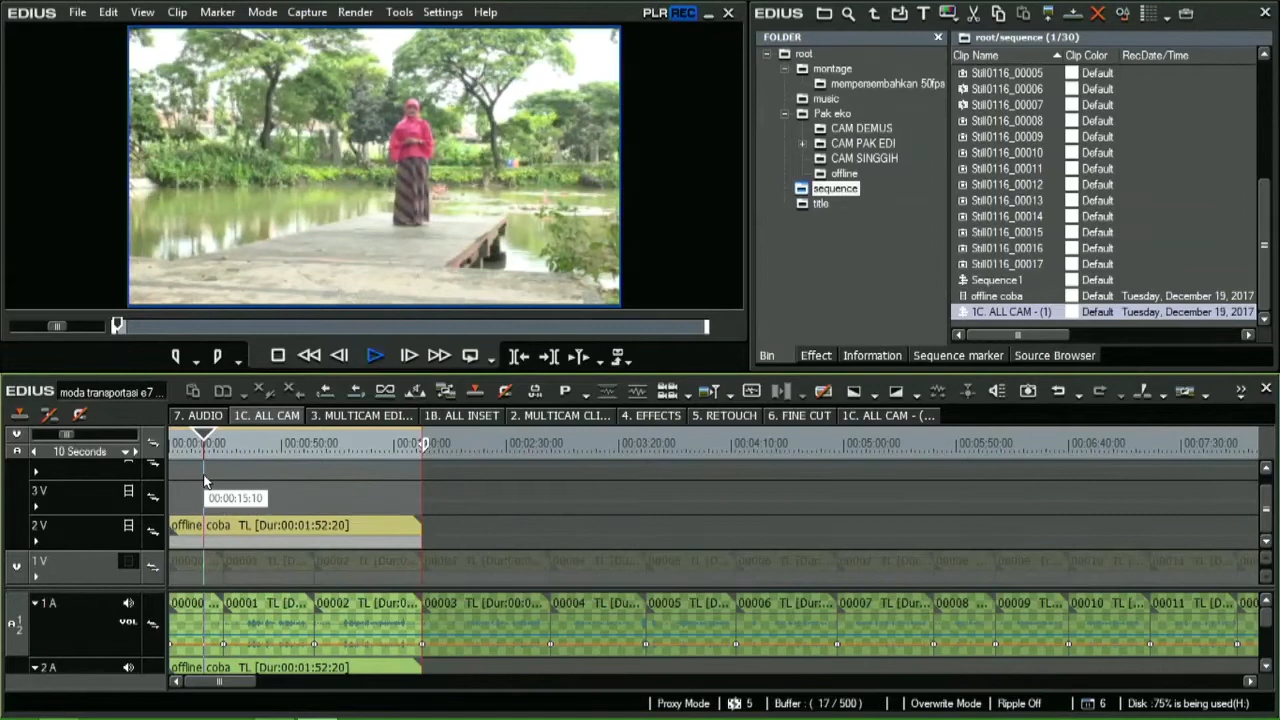 EDIUS File Edit View Clip Marker Mode Capture Render Tools Settings Help PLR REC
EDIUS
FOLDER
root
montage
mempersembahkan 50fps
music
Pak eko
CAM DEMUS
CAM PAK EDI
CAM SINGGIH
offline
sequence
title
root/sequence (1/30)
Clip Name Clip Color RecDate/Time
Still0116_00005 Default
Still0116_00006 Default
Still0116_00007 Default
Still0116_00008 Default
Still0116_00009 Default
Still0116_00010 Default
Still0116_00011 Default
Still0116_00012 Default
Still0116_00013 Default
Still0116_00014 Default
Still0116_00015 Default
Still0116_00016 Default
Still0116_00017 Default
Sequence1 Default
offline coba Default Tuesday, December 19, 2017
1C. ALL CAM - (1) Default Tuesday, December 19, 2017
Bin Effect Information Sequence marker Source Browser
EDIUS moda transportasi e7 ...
7. AUDIO 1C. ALL CAM 3. MULTICAM EDI... 1B. ALL INSET 2. MULTICAM CLI... 4. EFFECTS 5. RETOUCH 6. FINE CUT 1C. ALL CAM - (...
10 Seconds 00:00:50:00 00:02:30:00 00:03:20:00 00:04:10:00 00:05:00:00 00:05:50:00 00:06:40:00 00:07:30:00
00:00:15:10
3 V
2 V offline coba TL [Dur:00:01:52:20]
1 V
1 A 00000 ... 00001 TL [D... 00002 TL [Dur:0... 00003 TL [Dur:00:0... 00004 TL [Du... 00005 TL [D... 00006 TL [D... 00007 TL [Du... 00008 TL ... 00009 TL ... 00010 TL [... 00011 TL [D...
VOL
2 A offline coba TL [Dur:00:01:52:20]
Proxy Mode 5 Buffer : ( 17 / 500 ) Overwrite Mode Ripple Off 6 Disk :75% is being used(H:)